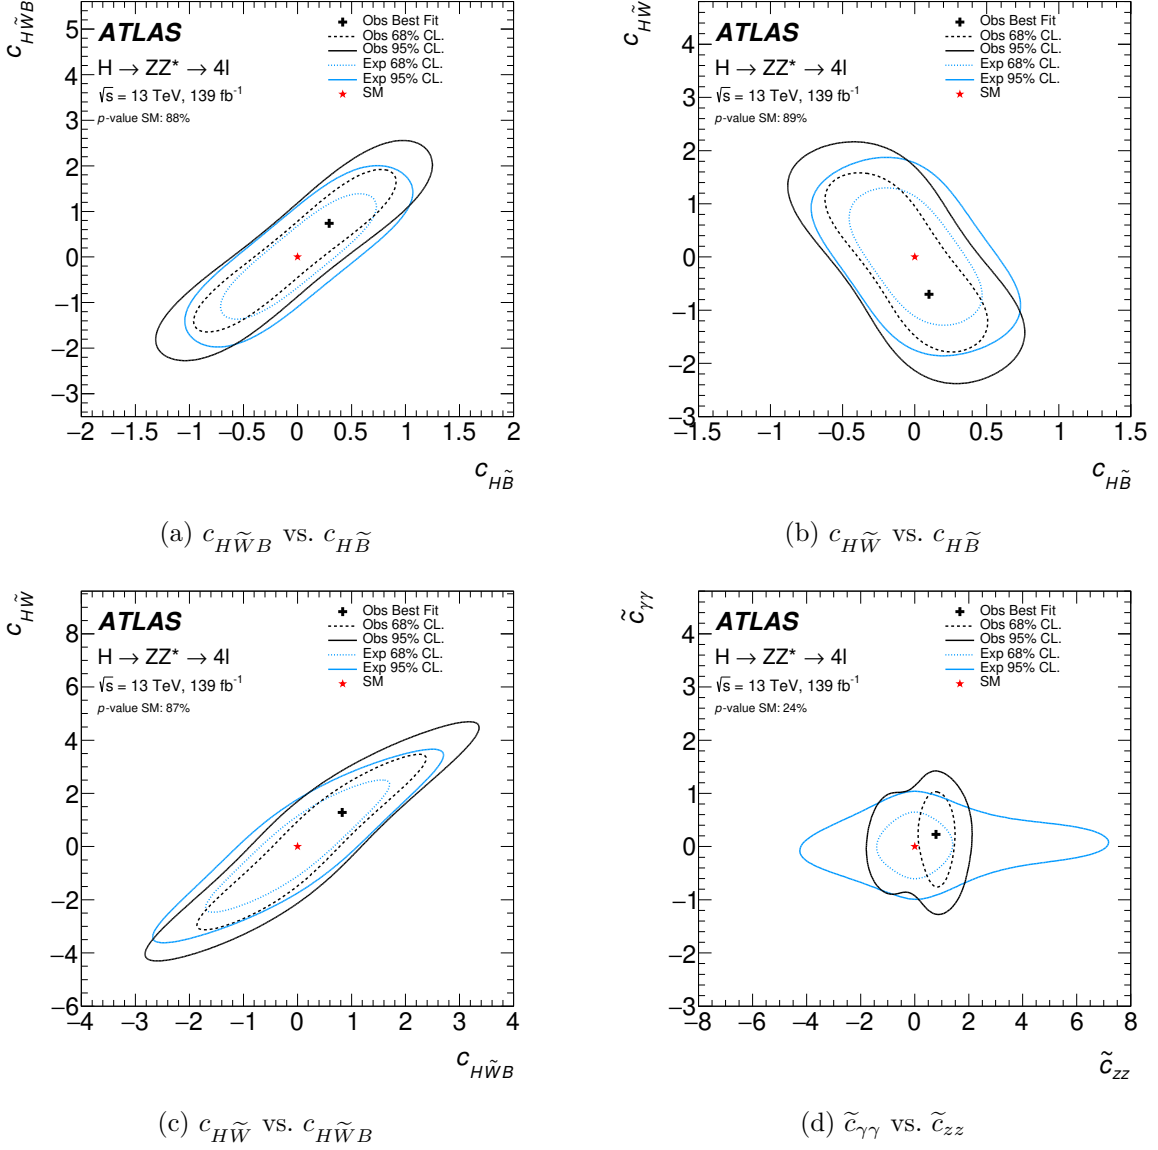 c_{H\tilde{W}B}
ATLAS
H → ZZ* → 4l
√s = 13 TeV, 139 fb⁻¹
p-value SM: 88%
Obs Best Fit
Obs 68% CL.
Obs 95% CL.
Exp 68% CL.
Exp 95% CL.
SM
5
4
3
2
1
0
−1
−2
−3
−2 −1.5 −1 −0.5 0 0.5 1 1.5 2
c_{H\tilde{B}}
(a) c_{H\tilde{W}B} vs. c_{H\tilde{B}}
c_{H\tilde{W}}
ATLAS
H → ZZ* → 4l
√s = 13 TeV, 139 fb⁻¹
p-value SM: 89%
Obs Best Fit
Obs 68% CL.
Obs 95% CL.
Exp 68% CL.
Exp 95% CL.
SM
4
3
2
1
0
−1
−2
−3
−1.5 −1 −0.5 0 0.5 1 1.5
c_{H\tilde{B}}
(b) c_{H\tilde{W}} vs. c_{H\tilde{B}}
c_{H\tilde{W}}
ATLAS
H → ZZ* → 4l
√s = 13 TeV, 139 fb⁻¹
p-value SM: 87%
Obs Best Fit
Obs 68% CL.
Obs 95% CL.
Exp 68% CL.
Exp 95% CL.
SM
8
6
4
2
0
−2
−4
−6
−4 −3 −2 −1 0 1 2 3 4
c_{H\tilde{W}B}
(c) c_{H\tilde{W}} vs. c_{H\tilde{W}B}
\tilde{c}_{γγ}
ATLAS
H → ZZ* → 4l
√s = 13 TeV, 139 fb⁻¹
p-value SM: 24%
Obs Best Fit
Obs 68% CL.
Obs 95% CL.
Exp 68% CL.
Exp 95% CL.
SM
4
3
2
1
0
−1
−2
−3
−8 −6 −4 −2 0 2 4 6 8
\tilde{c}_{zz}
(d) \tilde{c}_{γγ} vs. \tilde{c}_{zz}